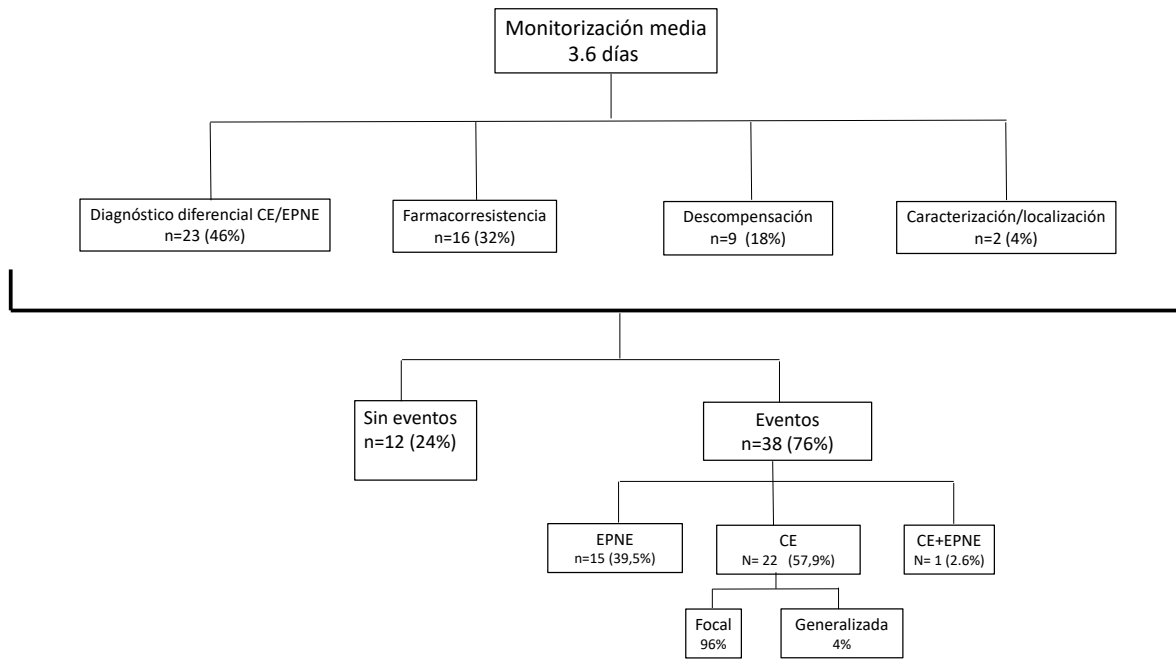 Monitorización media
3.6 días
Diagnóstico diferencial CE/EPNE
n=23 (46%)
Farmacorresistencia
n=16 (32%)
Descompensación
n=9 (18%)
Caracterización/localización
n=2 (4%)
Sin eventos
n=12 (24%)
Eventos
n=38 (76%)
EPNE
n=15 (39,5%)
CE
N= 22 (57,9%)
CE+EPNE
N= 1 (2.6%)
Focal
96%
Generalizada
4%